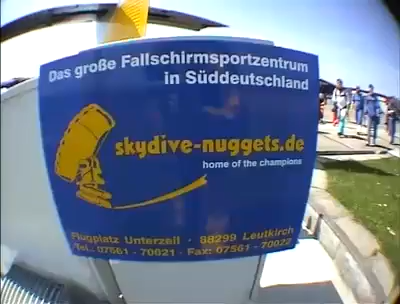 Das große Fallschirmsportzentrum
in Süddeutschland
skydive-nuggets.de
home of the champions
Flugplatz Unterzeil · 88299 Leutkirch
Tel.: 07561 - 70621 · Fax: 07561 - 70022